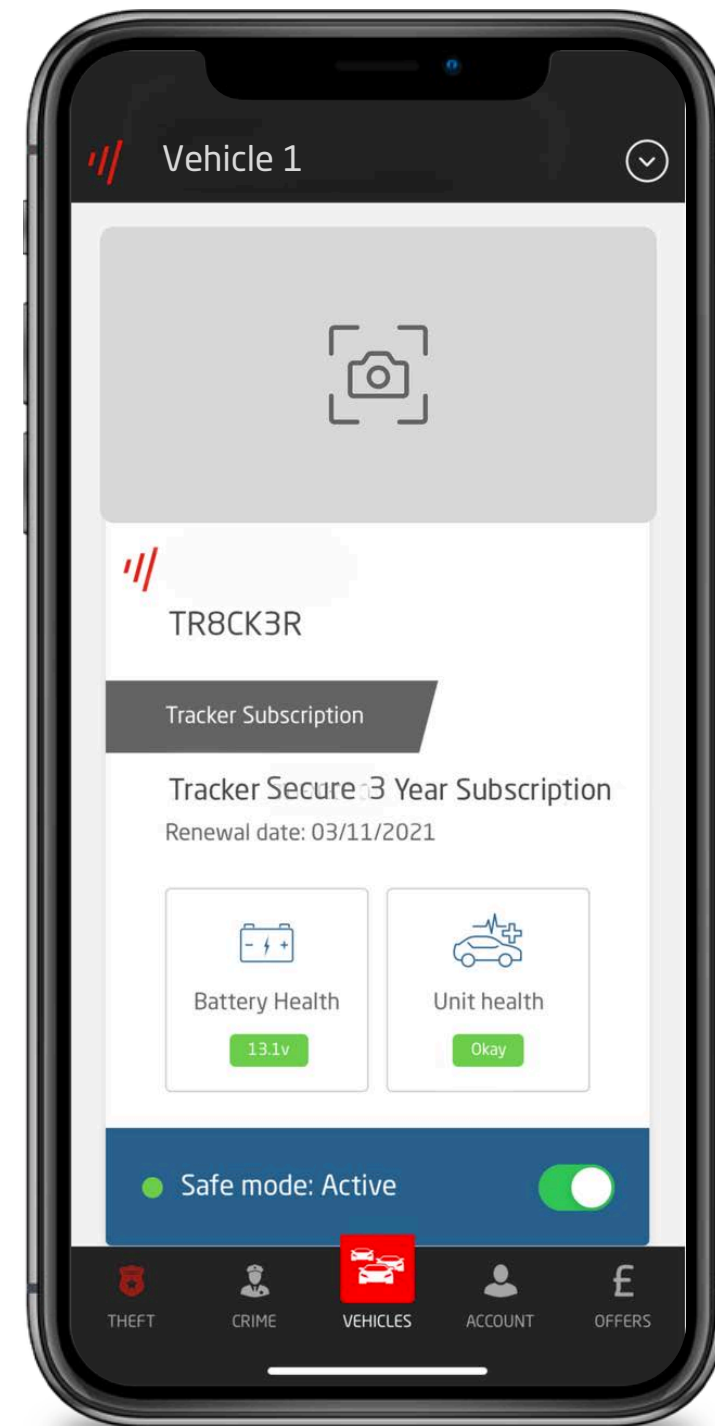 Vehicle 1
TR8CK3R
Tracker Subscription
Tracker Secure 3 Year Subscription
Renewal date: 03/11/2021
Battery Health
Unit health
13.1v
Okay
Safe mode: Active
THEFT
CRIME
VEHICLES
ACCOUNT
£
OFFERS